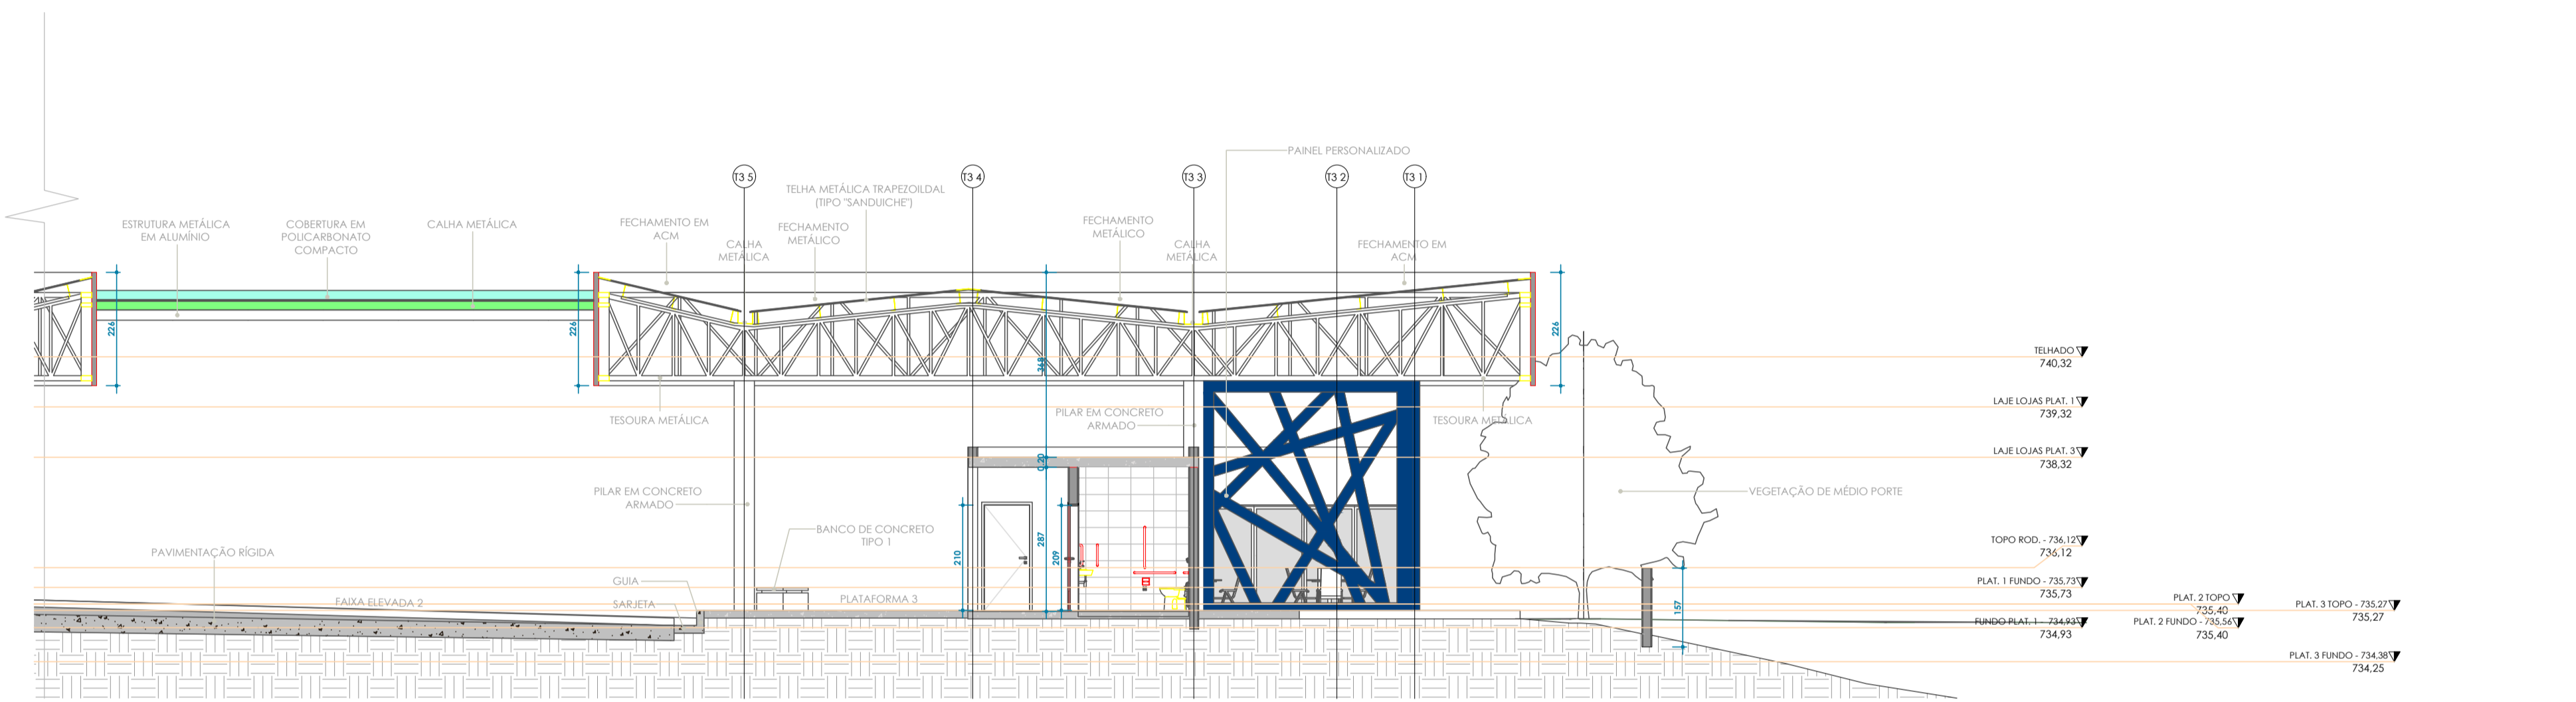 PAINEL PERSONALIZADO
T3 5
T3 4
T3 3
T3 2
T3 1
TELHA METÁLICA TRAPEZOILDAL
(TIPO "SANDUICHE")
ESTRUTURA METÁLICA
EM ALUMÍNIO
COBERTURA EM
POLICARBONATO
COMPACTO
CALHA METÁLICA
FECHAMENTO EM
ACM
CALHA
METÁLICA
FECHAMENTO
METÁLICO
FECHAMENTO
METÁLICO
CALHA
METÁLICA
FECHAMENTO EM
ACM
226
226
368
226
TELHADO
740,32
LAJE LOJAS PLAT. 1
739,32
TESOURA METÁLICA
PILAR EM CONCRETO
ARMADO
TESOURA METÁLICA
LAJE LOJAS PLAT. 3
738,32
0,20
PILAR EM CONCRETO
ARMADO
VEGETAÇÃO DE MÉDIO PORTE
BANCO DE CONCRETO
TIPO 1
210
287
209
PAVIMENTAÇÃO RÍGIDA
TOPO ROD. - 736,12
736,12
GUIA
PLAT. 1 FUNDO - 735,73
735,73
FAIXA ELEVADA 2
SARJETA
PLATAFORMA 3
157
PLAT. 2 TOPO
735,40
PLAT. 3 TOPO - 735,27
735,27
FUNDO PLAT. 1 - 734,93
734,93
PLAT. 2 FUNDO - 735,56
735,40
PLAT. 3 FUNDO - 734,38
734,25